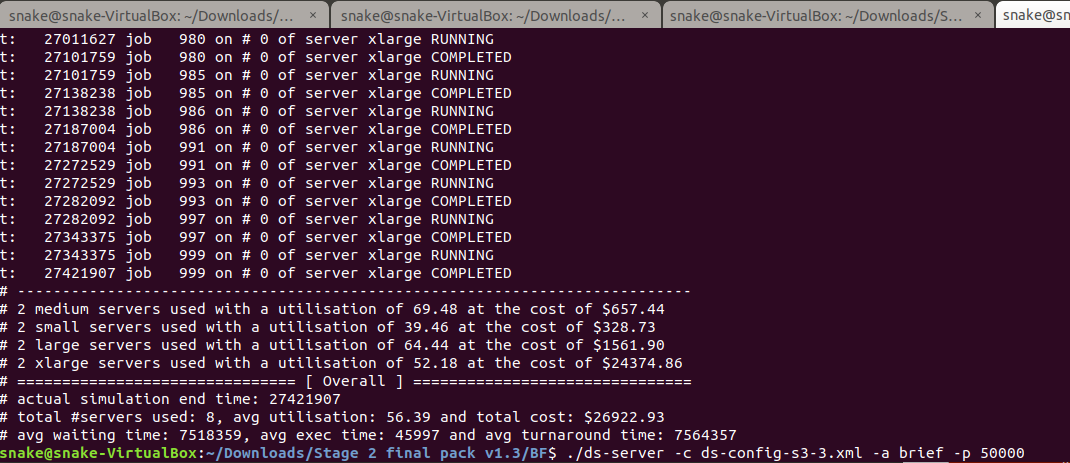 snake@snake-VirtualBox: ~/Downloads/... × snake@snake-VirtualBox: ~/Downloads/... × snake@snake-VirtualBox: ~/Downloads/S... × snake@sn
t:   27011627 job   980 on # 0 of server xlarge RUNNING
t:   27101759 job   980 on # 0 of server xlarge COMPLETED
t:   27101759 job   985 on # 0 of server xlarge RUNNING
t:   27138238 job   985 on # 0 of server xlarge COMPLETED
t:   27138238 job   986 on # 0 of server xlarge RUNNING
t:   27187004 job   986 on # 0 of server xlarge COMPLETED
t:   27187004 job   991 on # 0 of server xlarge RUNNING
t:   27272529 job   991 on # 0 of server xlarge COMPLETED
t:   27272529 job   993 on # 0 of server xlarge RUNNING
t:   27282092 job   993 on # 0 of server xlarge COMPLETED
t:   27282092 job   997 on # 0 of server xlarge RUNNING
t:   27343375 job   997 on # 0 of server xlarge COMPLETED
t:   27343375 job   999 on # 0 of server xlarge RUNNING
t:   27421907 job   999 on # 0 of server xlarge COMPLETED
# ---------------------------------------------------------------------------
# 2 medium servers used with a utilisation of 69.48 at the cost of $657.44
# 2 small servers used with a utilisation of 39.46 at the cost of $328.73
# 2 large servers used with a utilisation of 64.44 at the cost of $1561.90
# 2 xlarge servers used with a utilisation of 52.18 at the cost of $24374.86
# =============================== [ Overall ] ===============================
# actual simulation end time: 27421907
# total #servers used: 8, avg utilisation: 56.39 and total cost: $26922.93
# avg waiting time: 7518359, avg exec time: 45997 and avg turnaround time: 7564357
snake@snake-VirtualBox:~/Downloads/Stage 2 final pack v1.3/BF$ ./ds-server -c ds-config-s3-3.xml -a brief -p 50000